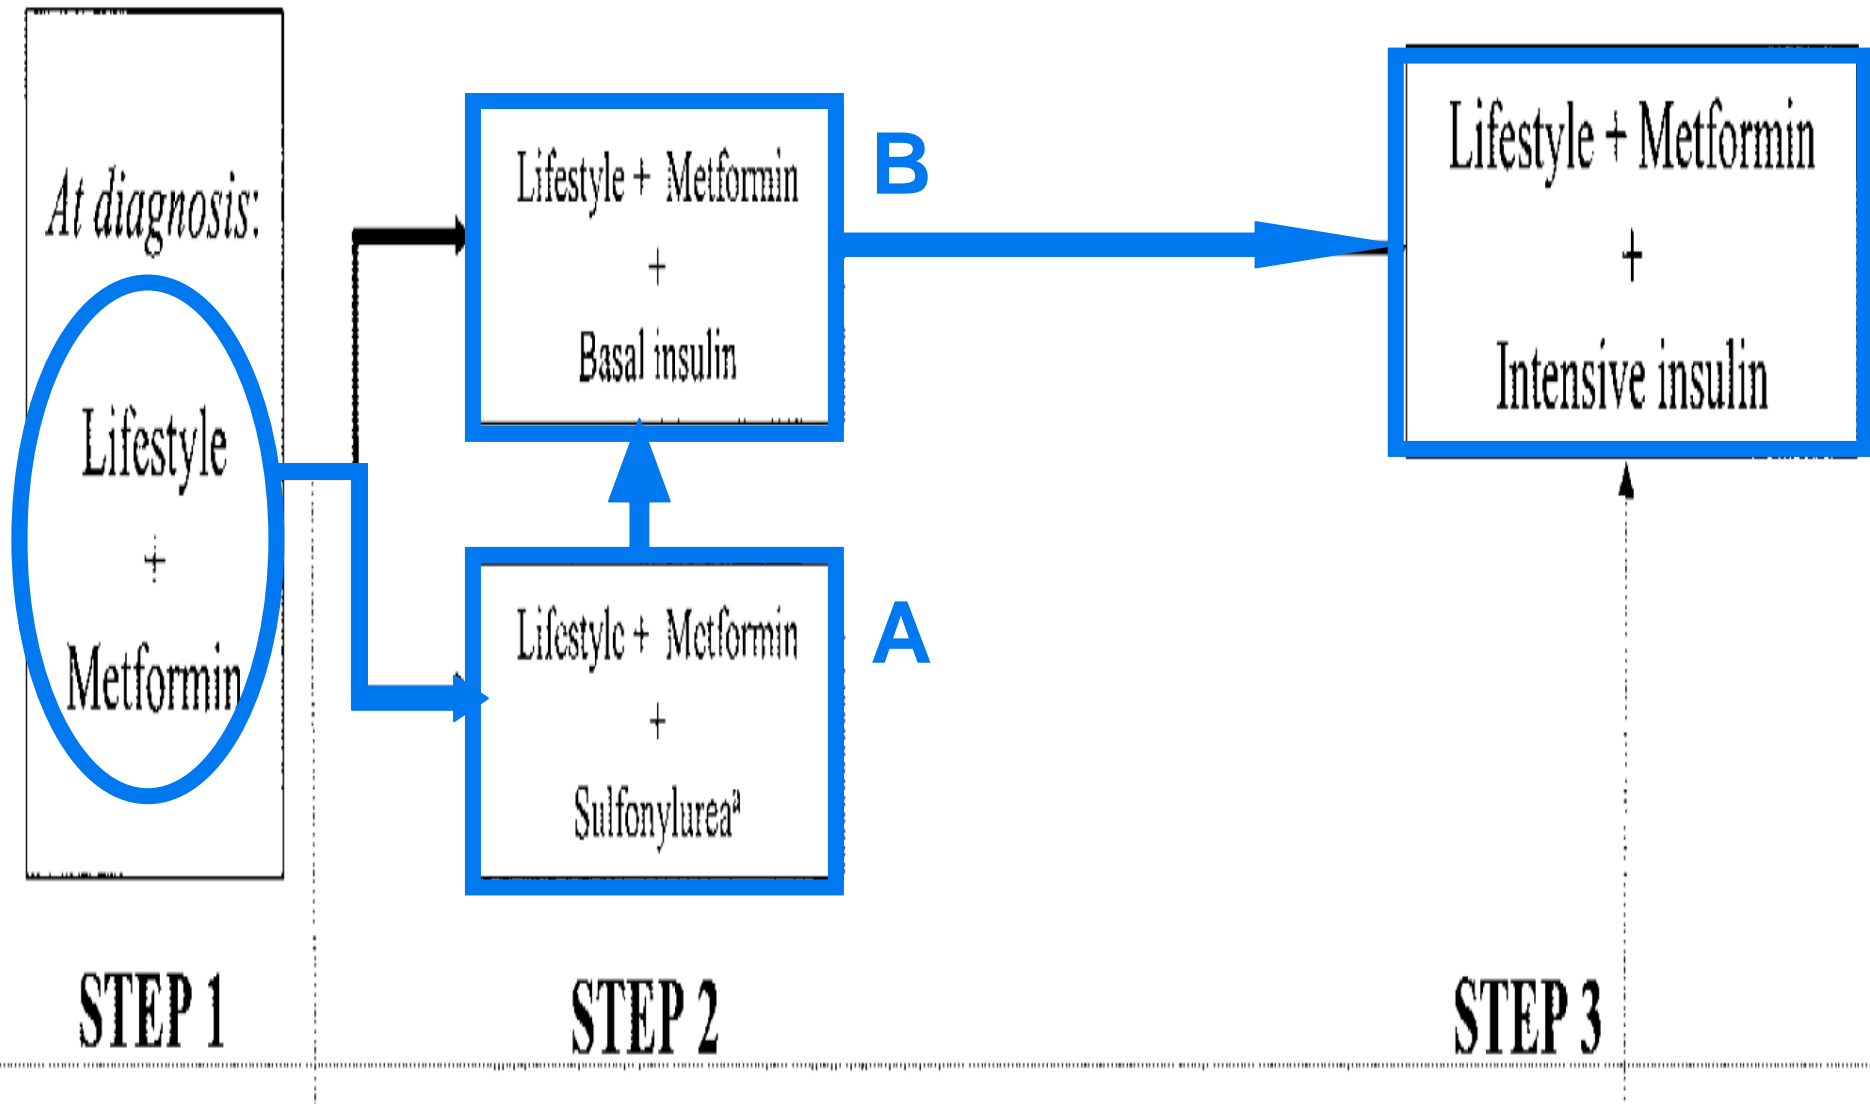 At diagnosis:
Lifestyle
+
Metformin
STEP 1
Lifestyle + Metformin
+
Basal insulin
B
Lifestyle + Metformin
+
Sulfonylureaª
A
STEP 2
Lifestyle + Metformin
+
Intensive insulin
STEP 3